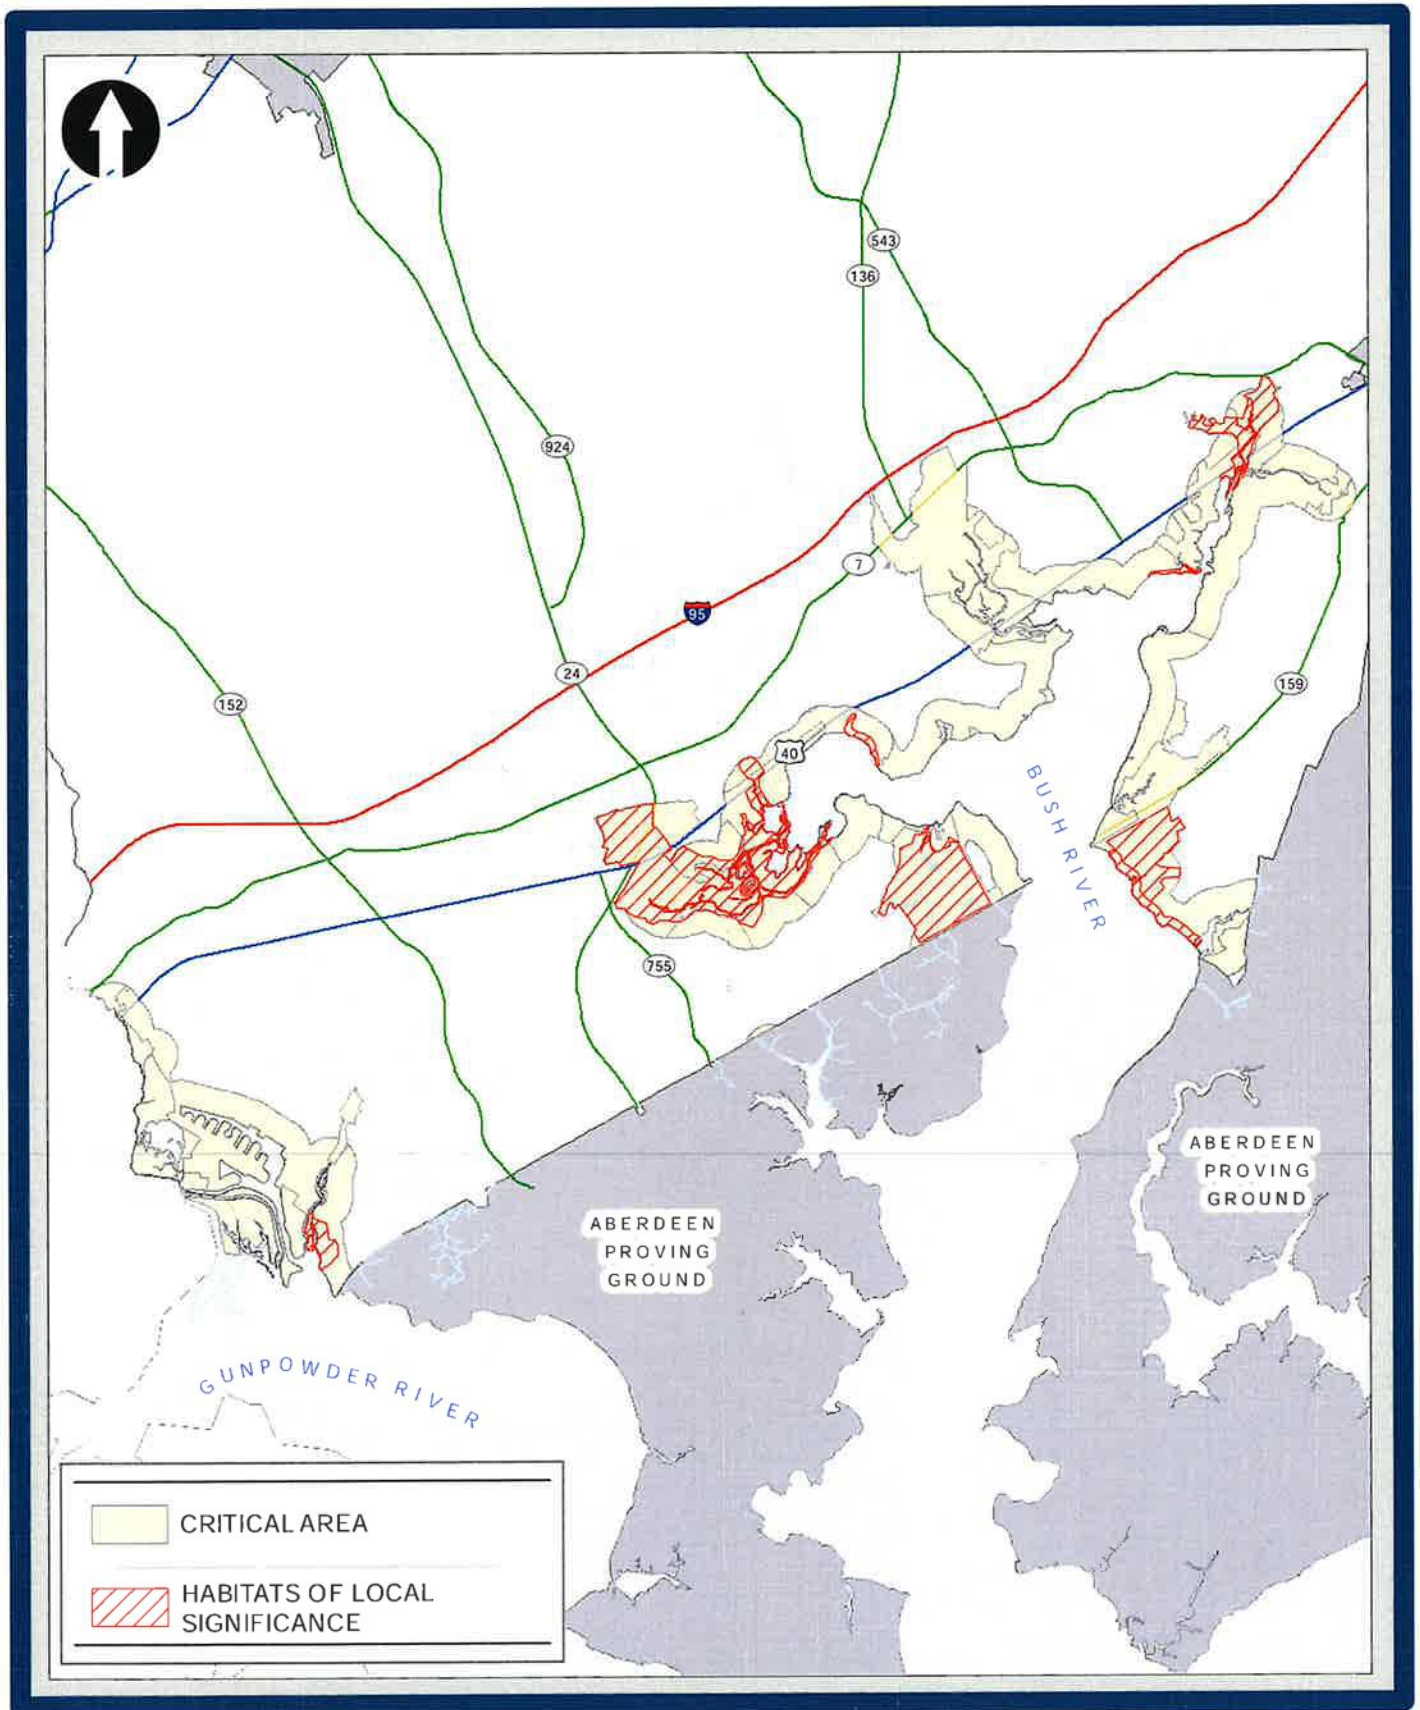 543
136
924
7
95
24
152
159
40
BUSH RIVER
755
ABERDEEN
PROVING
GROUND
ABERDEEN
PROVING
GROUND
GUNPOWDER RIVER
CRITICAL AREA
HABITATS OF LOCAL
SIGNIFICANCE